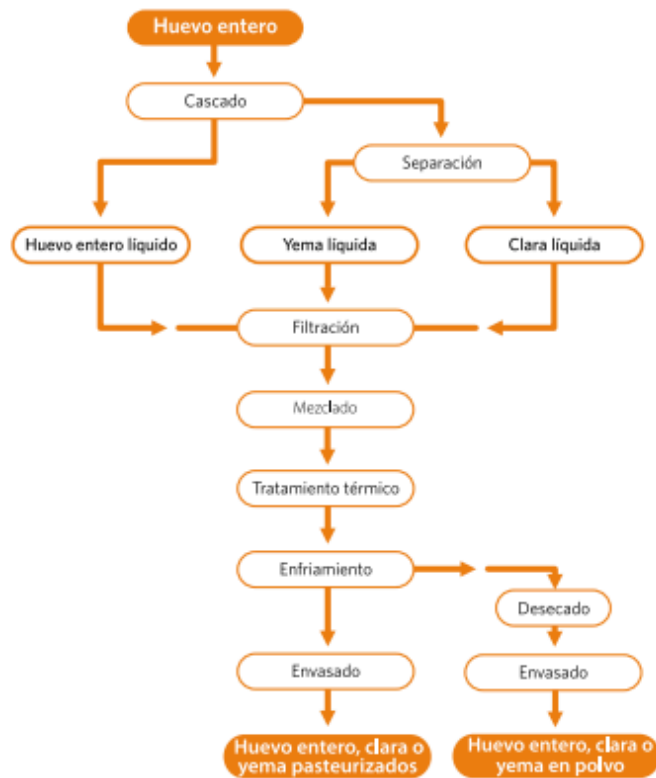 Huevo entero
Cascado
Separación
Huevo entero líquido
Yema líquida
Clara líquida
Filtración
Mezclado
Tratamiento térmico
Enfriamiento
Desecado
Envasado
Envasado
Huevo entero, clara o
yema pasteurizados
Huevo entero, clara o
yema en polvo